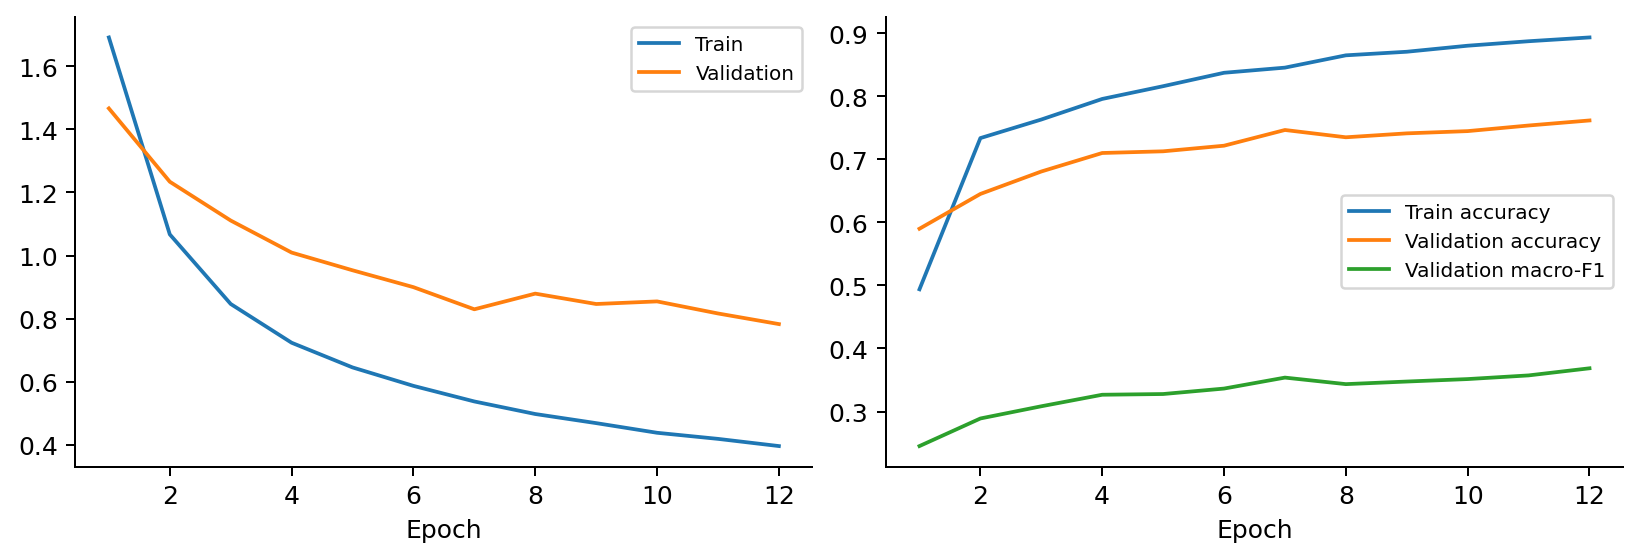 1.6
1.4
1.2
1.0
0.8
0.6
0.4
2 4 6 8 10 12
Epoch
Train
Validation
0.9
0.8
0.7
0.6
0.5
0.4
0.3
2 4 6 8 10 12
Epoch
Train accuracy
Validation accuracy
Validation macro-F1